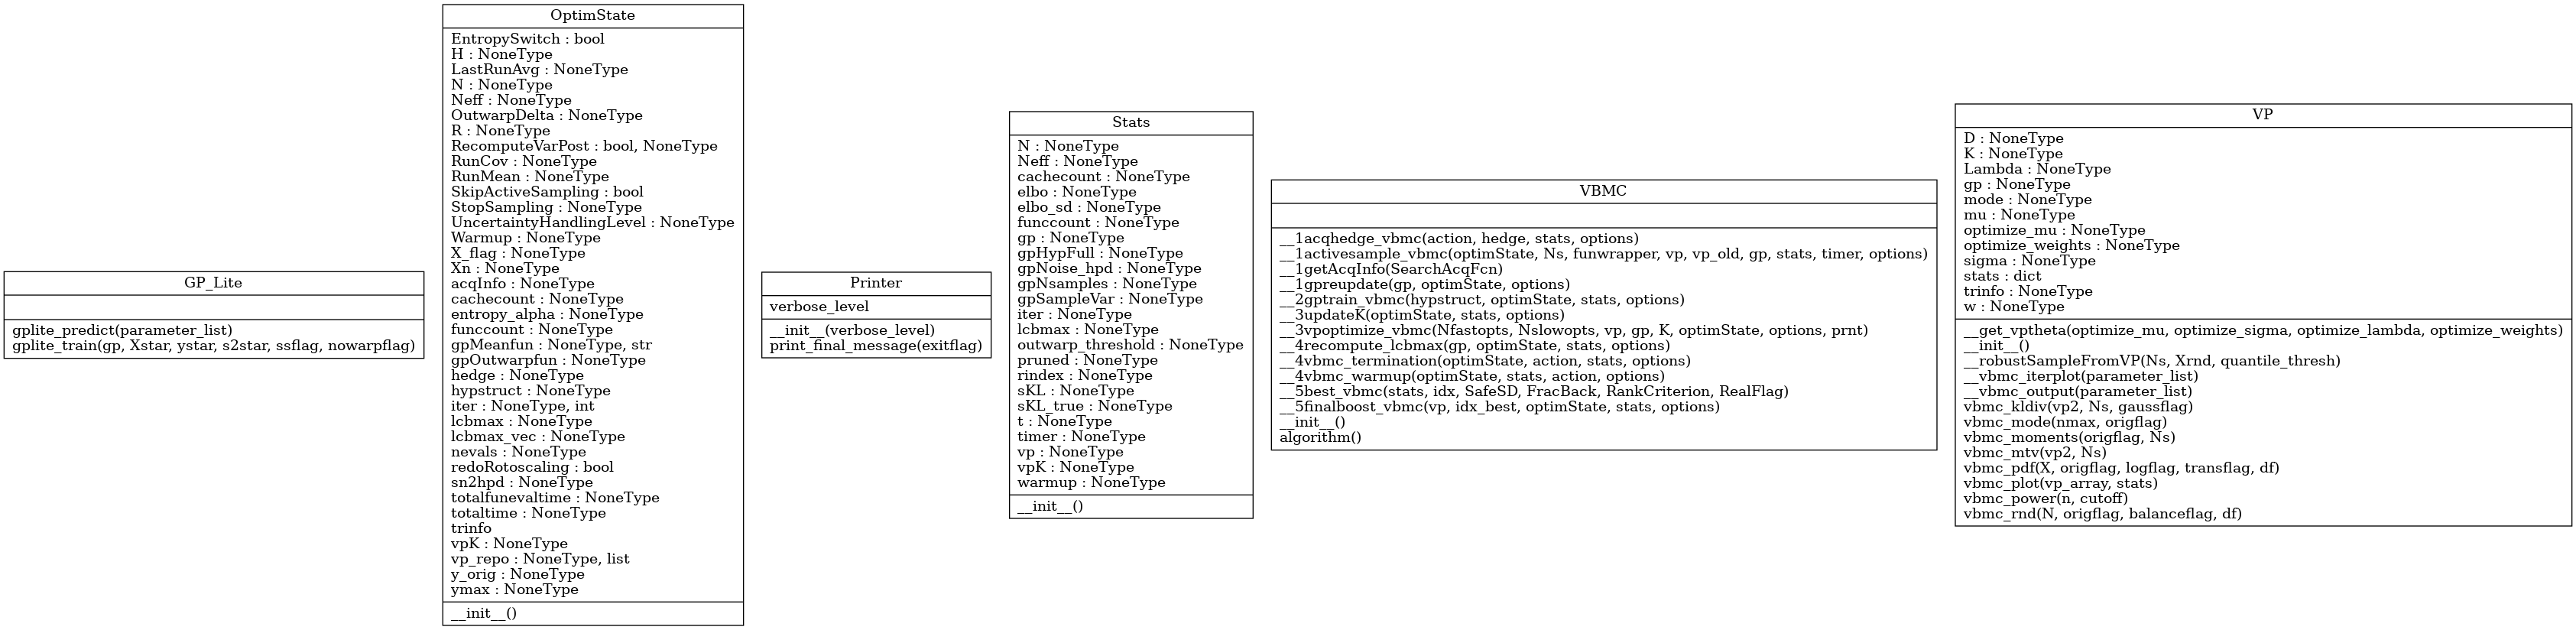 GP_Lite
gplite_predict(parameter_list)
gplite_train(gp, Xstar, ystar, s2star, ssflag, nowarpflag)
OptimState
EntropySwitch : bool
H : NoneType
LastRunAvg : NoneType
N : NoneType
Neff : NoneType
OutwarpDelta : NoneType
R : NoneType
RecomputeVarPost : bool, NoneType
RunCov : NoneType
RunMean : NoneType
SkipActiveSampling : bool
StopSampling : NoneType
UncertaintyHandlingLevel : NoneType
Warmup : NoneType
X_flag : NoneType
Xn : NoneType
acqInfo : NoneType
cachecount : NoneType
entropy_alpha : NoneType
funccount : NoneType
gpMeanfun : NoneType, str
gpOutwarpfun : NoneType
hedge : NoneType
hypstruct : NoneType
iter : NoneType, int
lcbmax : NoneType
lcbmax_vec : NoneType
nevals : NoneType
redoRotoscaling : bool
sn2hpd : NoneType
totalfunevaltime : NoneType
totaltime : NoneType
trinfo
vpK : NoneType
vp_repo : NoneType, list
y_orig : NoneType
ymax : NoneType
__init__()
Printer
verbose_level
__init__(verbose_level)
print_final_message(exitflag)
Stats
N : NoneType
Neff : NoneType
cachecount : NoneType
elbo : NoneType
elbo_sd : NoneType
funccount : NoneType
gp : NoneType
gpHypFull : NoneType
gpNoise_hpd : NoneType
gpNsamples : NoneType
gpSampleVar : NoneType
iter : NoneType
lcbmax : NoneType
outwarp_threshold : NoneType
pruned : NoneType
rindex : NoneType
sKL : NoneType
sKL_true : NoneType
t : NoneType
timer : NoneType
vp : NoneType
vpK : NoneType
warmup : NoneType
__init__()
VBMC
__1acqhedge_vbmc(action, hedge, stats, options)
__1activesample_vbmc(optimState, Ns, funwrapper, vp, vp_old, gp, stats, timer, options)
__1getAcqInfo(SearchAcqFcn)
__1gpreupdate(gp, optimState, options)
__2gptrain_vbmc(hypstruct, optimState, stats, options)
__3updateK(optimState, stats, options)
__3vpoptimize_vbmc(Nfastopts, Nslowopts, vp, gp, K, optimState, options, prnt)
__4recompute_lcbmax(gp, optimState, stats, options)
__4vbmc_termination(optimState, action, stats, options)
__4vbmc_warmup(optimState, stats, action, options)
__5best_vbmc(stats, idx, SafeSD, FracBack, RankCriterion, RealFlag)
__5finalboost_vbmc(vp, idx_best, optimState, stats, options)
__init__()
algorithm()
VP
D : NoneType
K : NoneType
Lambda : NoneType
gp : NoneType
mode : NoneType
mu : NoneType
optimize_mu : NoneType
optimize_weights : NoneType
sigma : NoneType
stats : dict
trinfo : NoneType
w : NoneType
__get_vptheta(optimize_mu, optimize_sigma, optimize_lambda, optimize_weights)
__init__()
__robustSampleFromVP(Ns, Xrnd, quantile_thresh)
__vbmc_iterplot(parameter_list)
__vbmc_output(parameter_list)
vbmc_kldiv(vp2, Ns, gaussflag)
vbmc_mode(nmax, origflag)
vbmc_moments(origflag, Ns)
vbmc_mtv(vp2, Ns)
vbmc_pdf(X, origflag, logflag, transflag, df)
vbmc_plot(vp_array, stats)
vbmc_power(n, cutoff)
vbmc_rnd(N, origflag, balanceflag, df)